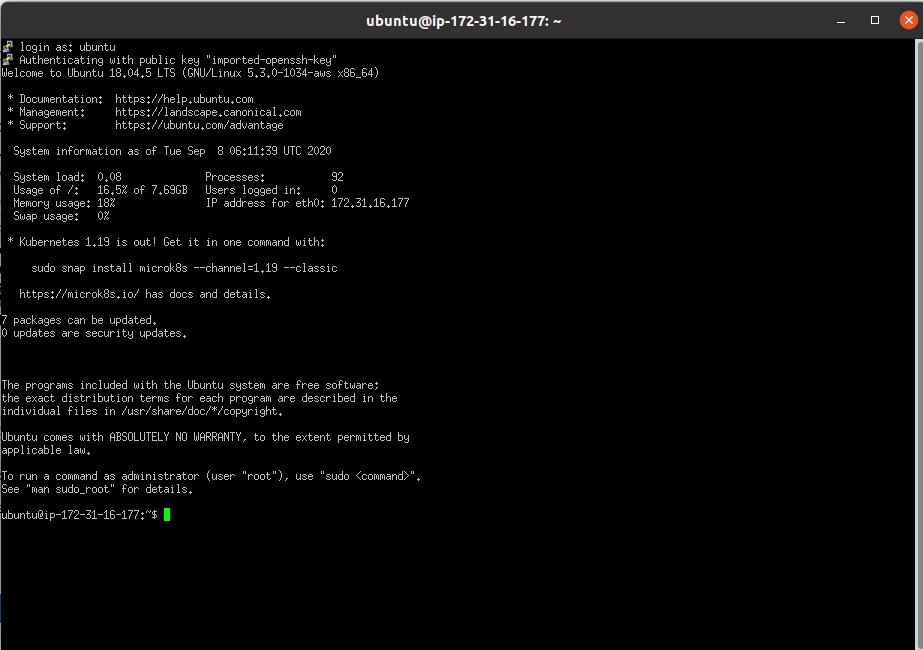 ubuntu@ip-172-31-16-177: ~
login as: ubuntu
Authenticating with public key "imported-openssh-key"
Welcome to Ubuntu 18.04.5 LTS (GNU/Linux 5.3.0-1034-aws x86_64)
* Documentation:  https://help.ubuntu.com
* Management:     https://landscape.canonical.com
* Support:        https://ubuntu.com/advantage
System information as of Tue Sep  8 06:11:39 UTC 2020
System load:  0.08              Processes:           92
Usage of /:   16.5% of 7.69GB   Users logged in:     0
Memory usage: 18%               IP address for eth0: 172.31.16.177
Swap usage:   0%
* Kubernetes 1.19 is out! Get it in one command with:
sudo snap install microk8s --channel=1.19 --classic
https://microk8s.io/ has docs and details.
7 packages can be updated.
0 updates are security updates.
The programs included with the Ubuntu system are free software;
the exact distribution terms for each program are described in the
individual files in /usr/share/doc/*/copyright.
Ubuntu comes with ABSOLUTELY NO WARRANTY, to the extent permitted by
applicable law.
To run a command as administrator (user "root"), use "sudo <command>".
See "man sudo_root" for details.
ubuntu@ip-172-31-16-177:~$